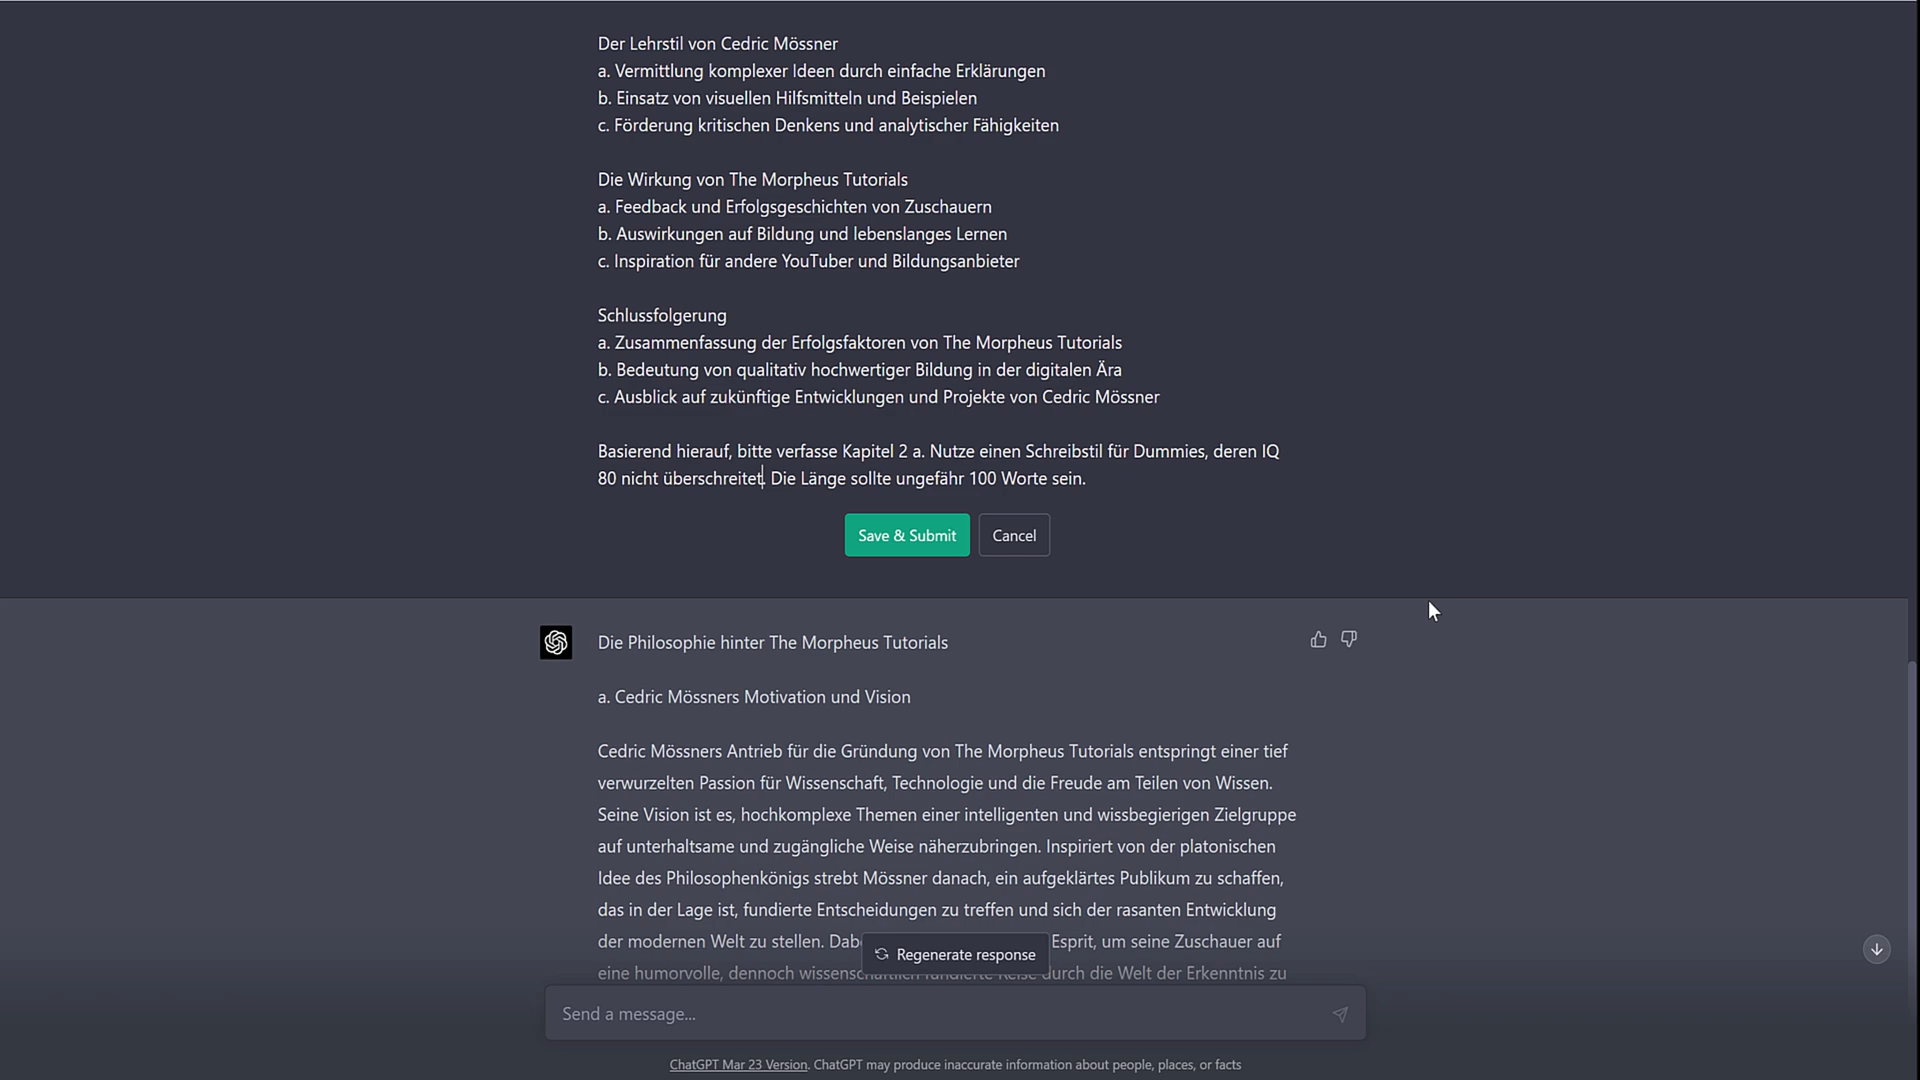 Der Lehrstil von Cedric Mössner
a. Vermittlung komplexer Ideen durch einfache Erklärungen
b. Einsatz von visuellen Hilfsmitteln und Beispielen
c. Förderung kritischen Denkens und analytischer Fähigkeiten
Die Wirkung von The Morpheus Tutorials
a. Feedback und Erfolgsgeschichten von Zuschauern
b. Auswirkungen auf Bildung und lebenslanges Lernen
c. Inspiration für andere YouTuber und Bildungsanbieter
Schlussfolgerung
a. Zusammenfassung der Erfolgsfaktoren von The Morpheus Tutorials
b. Bedeutung von qualitativ hochwertiger Bildung in der digitalen Ära
c. Ausblick auf zukünftige Entwicklungen und Projekte von Cedric Mössner
Basierend hierauf, bitte verfasse Kapitel 2 a. Nutze einen Schreibstil für Dummies, deren IQ
80 nicht überschreitet. Die Länge sollte ungefähr 100 Worte sein.
Save & Submit
Cancel
Die Philosophie hinter The Morpheus Tutorials
a. Cedric Mössners Motivation und Vision
Cedric Mössners Antrieb für die Gründung von The Morpheus Tutorials entspringt einer tief
verwurzelten Passion für Wissenschaft, Technologie und die Freude am Teilen von Wissen.
Seine Vision ist es, hochkomplexe Themen einer intelligenten und wissbegierigen Zielgruppe
auf unterhaltsame und zugängliche Weise näherzubringen. Inspiriert von der platonischen
Idee des Philosophenkönigs strebt Mössner danach, ein aufgeklärtes Publikum zu schaffen,
das in der Lage ist, fundierte Entscheidungen zu treffen und sich der rasanten Entwicklung
der modernen Welt zu stellen. Esprit, um seine Zuschauer auf
eine humorvolle, dennoch wissenschaftlich fundierte Reise durch die Welt der Erkenntnis zu
Regenerate response
Send a message...
ChatGPT Mar 23 Version. ChatGPT may produce inaccurate information about people, places, or facts